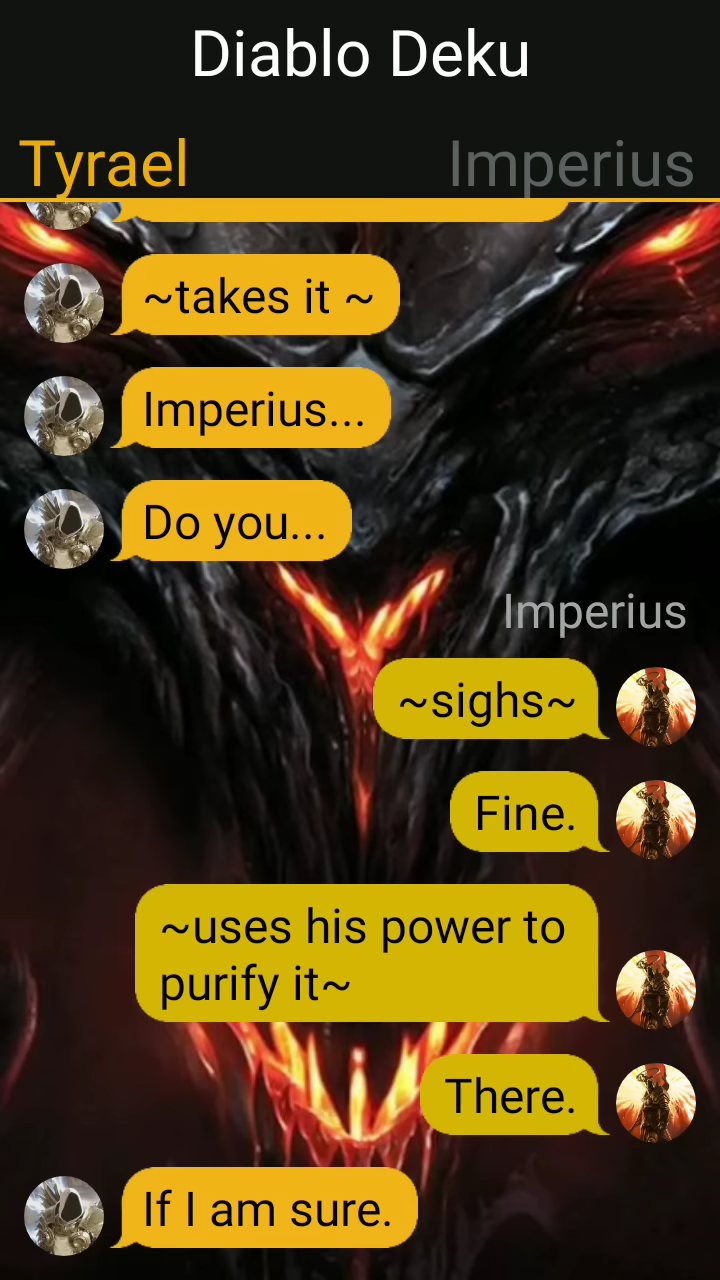 Diablo Deku
Tyrael
Imperius
~takes it ~
Imperius...
Do you...
Imperius
~sighs~
Fine.
~uses his power to
purify it~
There.
If I am sure.